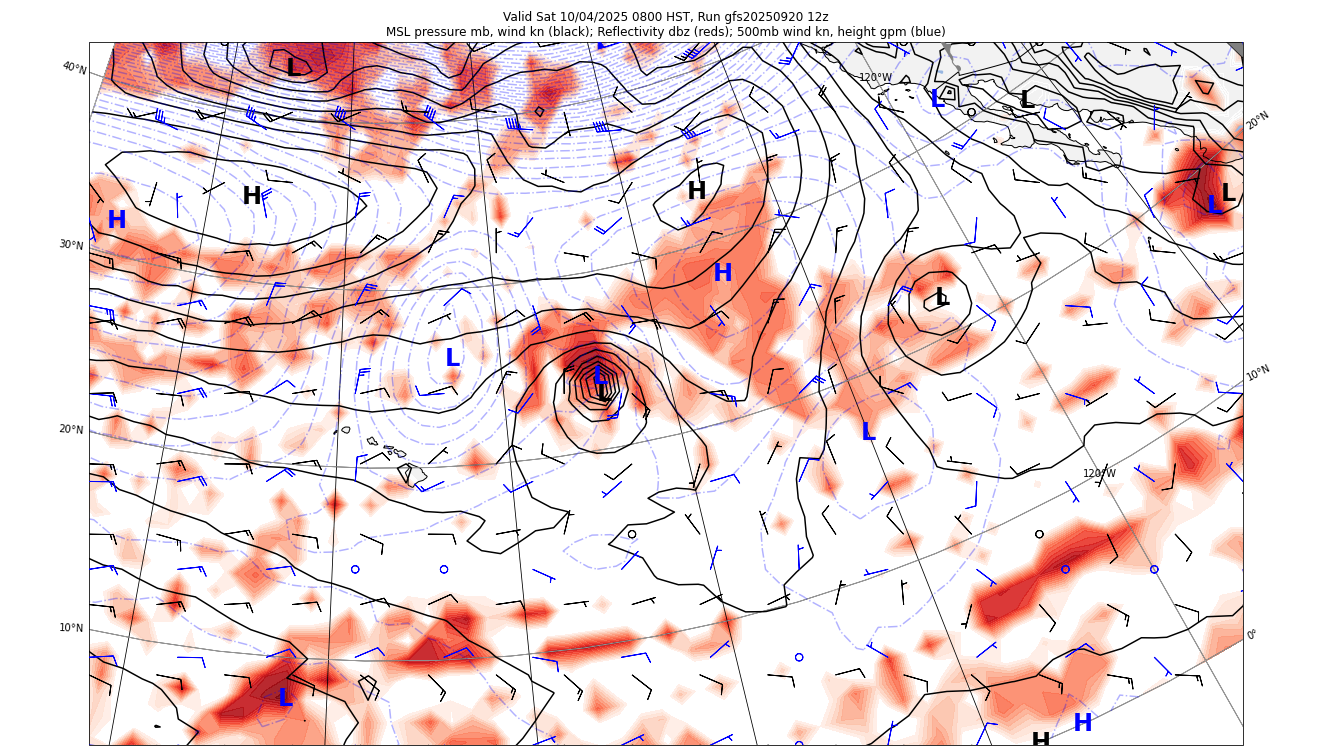 Valid Sat 10/04/2025 0800 HST, Run gfs20250920 12z
MSL pressure mb, wind kn (black); Reflectivity dbz (reds); 500mb wind kn, height gpm (blue)
L
40°N
L
120°W
L
L
20°N
H
H
L
H
L
30°N
H
L
L
L
L
10°N
20°N
L
120°W
10°N
0°
L
H
H